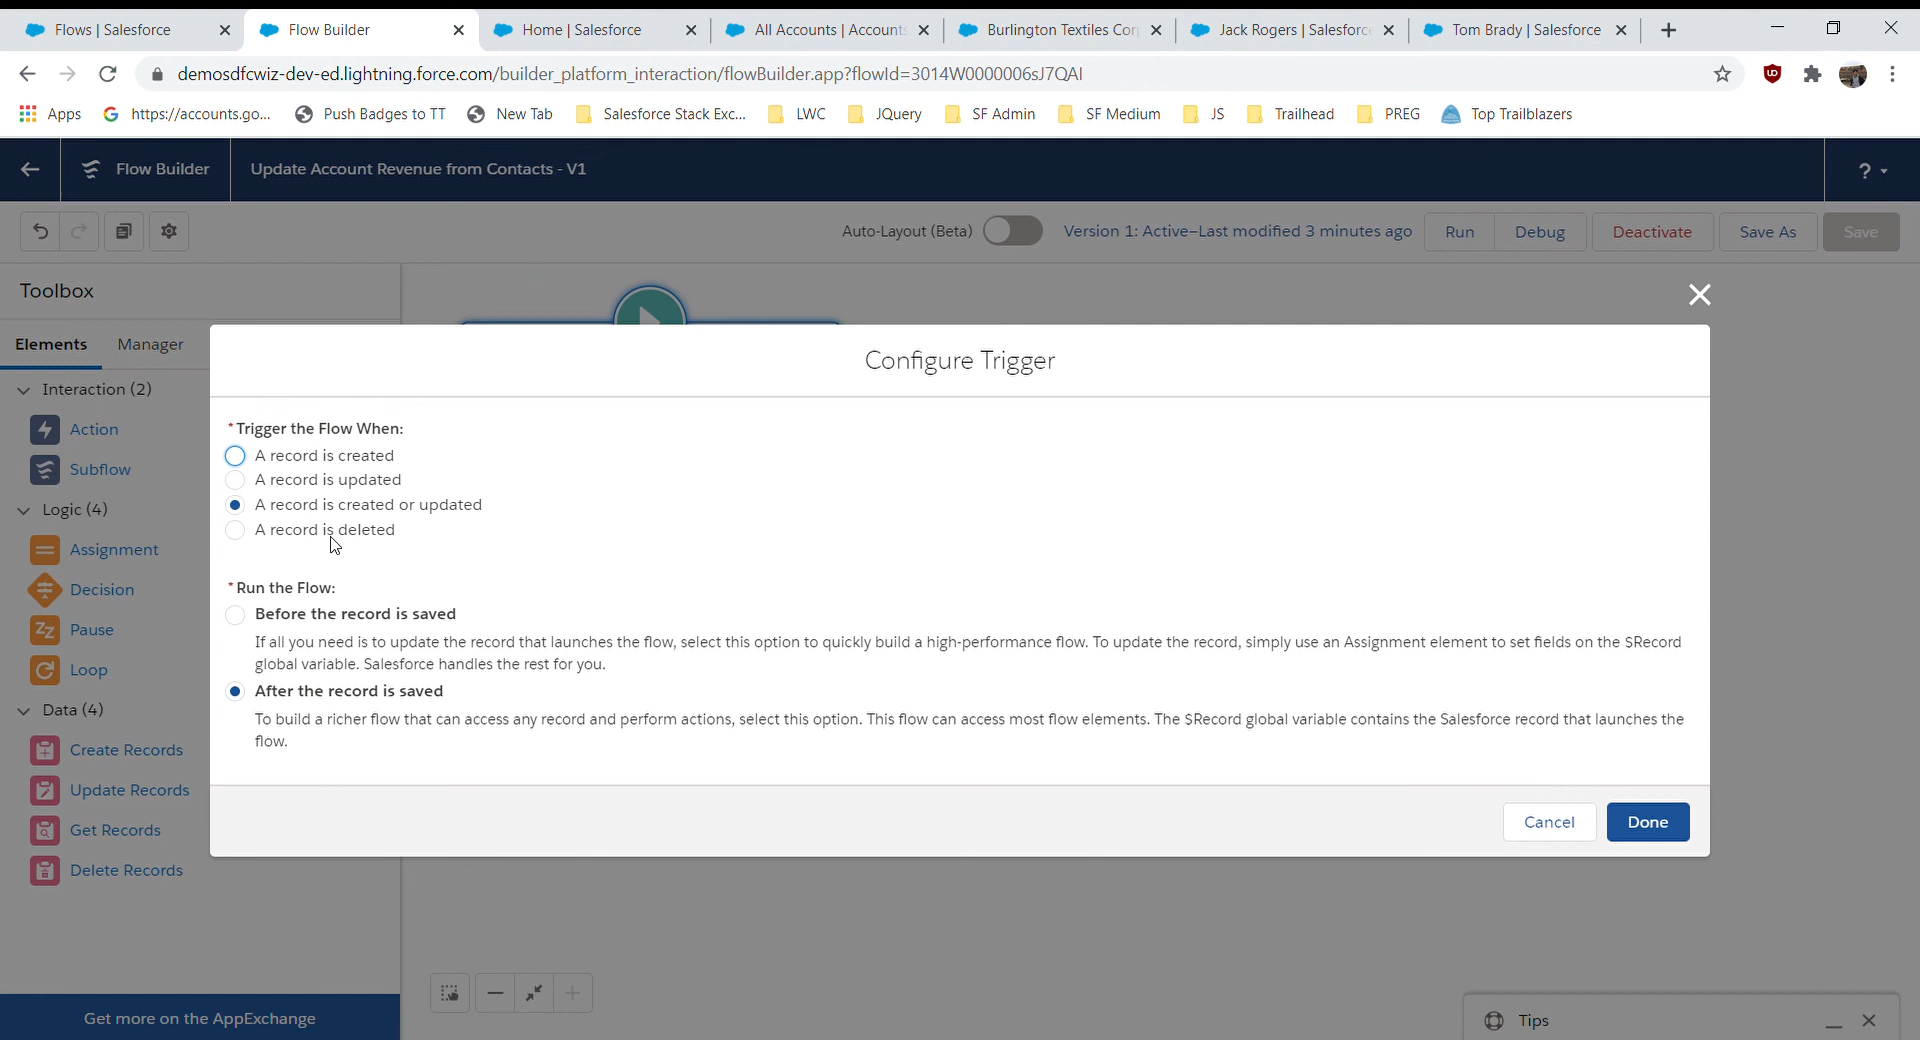 Flows | Salesforce
Flow Builder
Home | Salesforce
All Accounts | Accounts
Burlington Textiles Cor
Jack Rogers | Salesforc
Tom Brady | Salesforce
demosdfcwiz-dev-ed.lightning.force.com/builder_platform_interaction/flowBuilder.app?flowId=3014W0000006sJ7QAI
Apps
https://accounts.go...
Push Badges to TT
New Tab
Salesforce Stack Exc...
LWC
JQuery
SF Admin
SF Medium
JS
Trailhead
PREG
Top Trailblazers
Flow Builder
Update Account Revenue from Contacts - V1
?
Auto-Layout (Beta)
Version 1: Active—Last modified 3 minutes ago
Run
Debug
Deactivate
Save As
Save
Toolbox
Elements
Manager
Interaction (2)
Action
Subflow
Logic (4)
Assignment
Decision
Pause
Loop
Data (4)
Create Records
Update Records
Get Records
Delete Records
Get more on the AppExchange
Configure Trigger
*Trigger the Flow When:
A record is created
A record is updated
A record is created or updated
A record is deleted
*Run the Flow:
Before the record is saved
If all you need is to update the record that launches the flow, select this option to quickly build a high-performance flow. To update the record, simply use an Assignment element to set fields on the $Record
global variable. Salesforce handles the rest for you.
After the record is saved
To build a richer flow that can access any record and perform actions, select this option. This flow can access most flow elements. The $Record global variable contains the Salesforce record that launches the
flow.
Cancel
Done
Tips